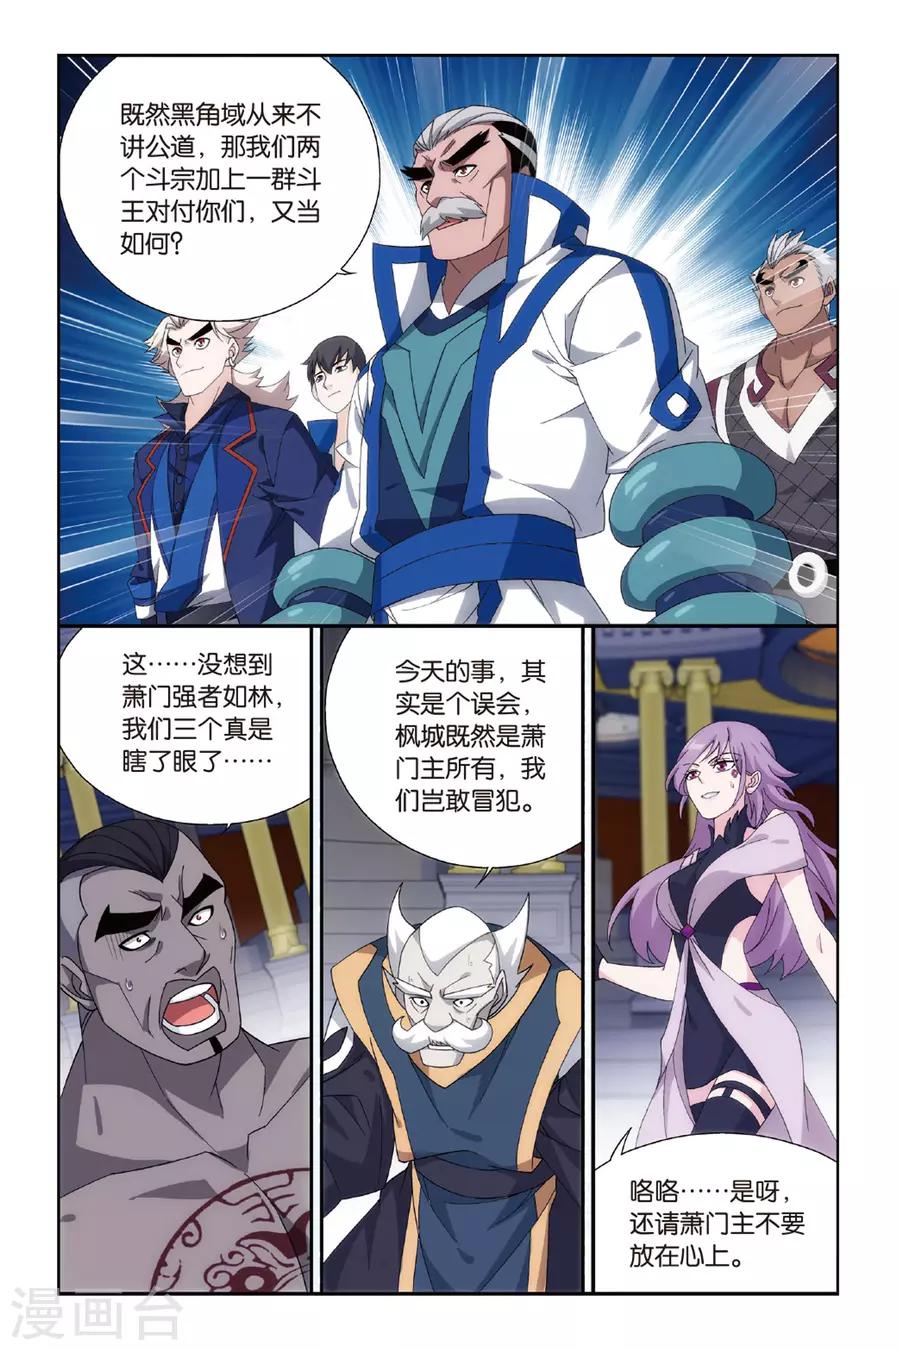 既然黑角域从来不
讲公道，那我们两
个斗宗加上一群斗
王对付你们，又当
如何？
这……没想到
萧门强者如林，
我们三个真是
瞎了眼了……
今天的事，其
实是个误会，
枫城既然是萧
门主所有，我
们岂敢冒犯。
咯咯……是呀，
还请萧门主不要
放在心上。
漫画台